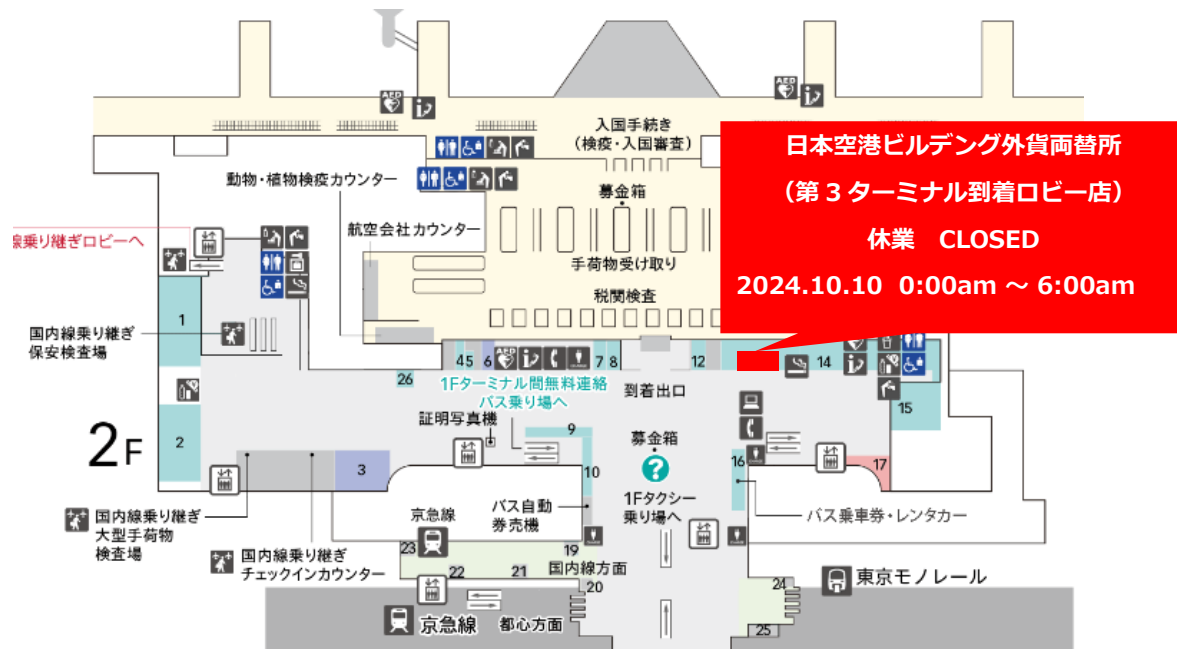 AED
AED
入国手続き
(検疫・入国審査)
日本空港ビルデング外貨両替所
（第３ターミナル到着ロビー店）
休業 CLOSED
2024.10.10 0:00am ～ 6:00am
動物・植物検疫カウンター
募金箱
航空会社カウンター
線乗り継ぎロビーへ
手荷物受け取り
税関検査
1
国内線乗り継ぎ
保安検査場
4 5 6
AED
7 8
12
14
26
1Fターミナル間無料連絡
バス乗り場へ
到着出口
15
証明写真機
2F
2
9
募金箱
?
3
10
16
17
1Fタクシー
乗り場へ
バス自動
券売機
バス乗車券・レンタカー
国内線乗り継ぎ
大型手荷物
検査場
京急線
23
19
国内線乗り継ぎ
チェックインカウンター
国内線方面
22
21
20
24
東京モノレール
京急線
都心方面
25